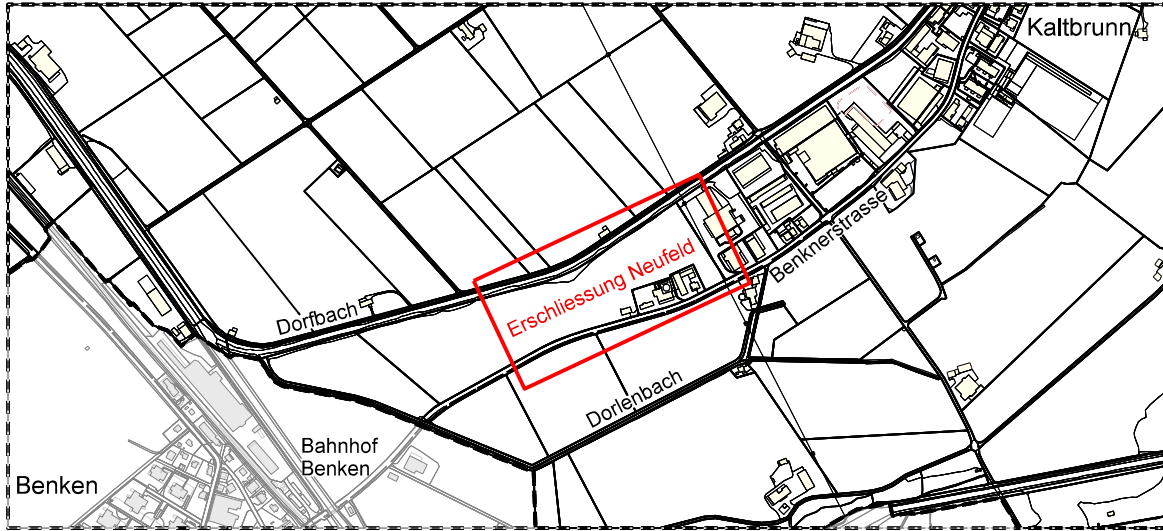 Kaltbrunn
Benknerstrasse
Erschliessung Neufeld
Dorfbach
Dorlenbach
Bahnhof
Benken
Benken